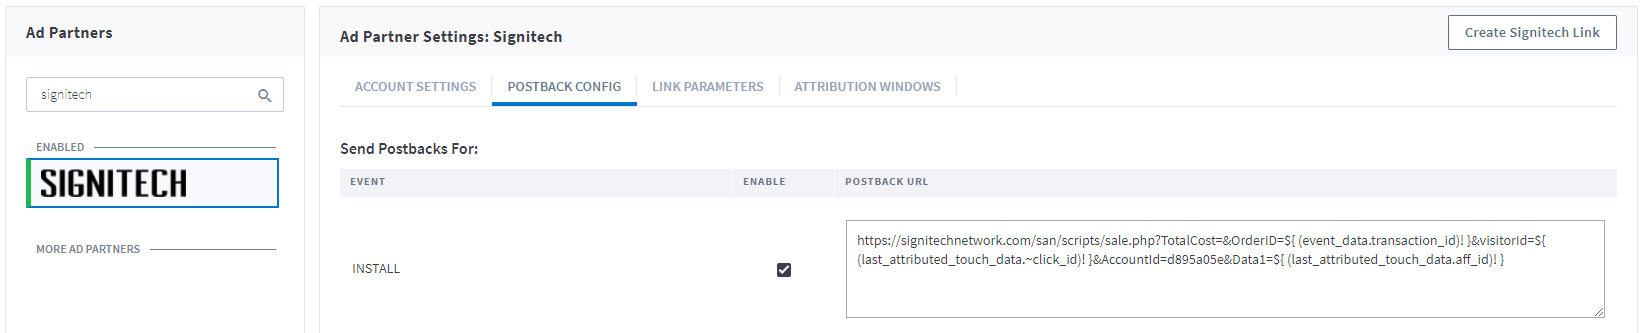 Ad Partners
signitech
ENABLED
SIGNITECH
MORE AD PARTNERS
Ad Partner Settings: Signitech
Create Signitech Link
ACCOUNT SETTINGS
POSTBACK CONFIG
LINK PARAMETERS
ATTRIBUTION WINDOWS
Send Postbacks For:
EVENT
ENABLE
POSTBACK URL
INSTALL
https://signitechnetwork.com/san/scripts/sale.php?TotalCost=&OrderID=${ (event_data.transaction_id)! }&visitorId=${
(last_attributed_touch_data.~click_id)! }&AccountId=d895a05e&Data1=${ (last_attributed_touch_data.aff_id)! }